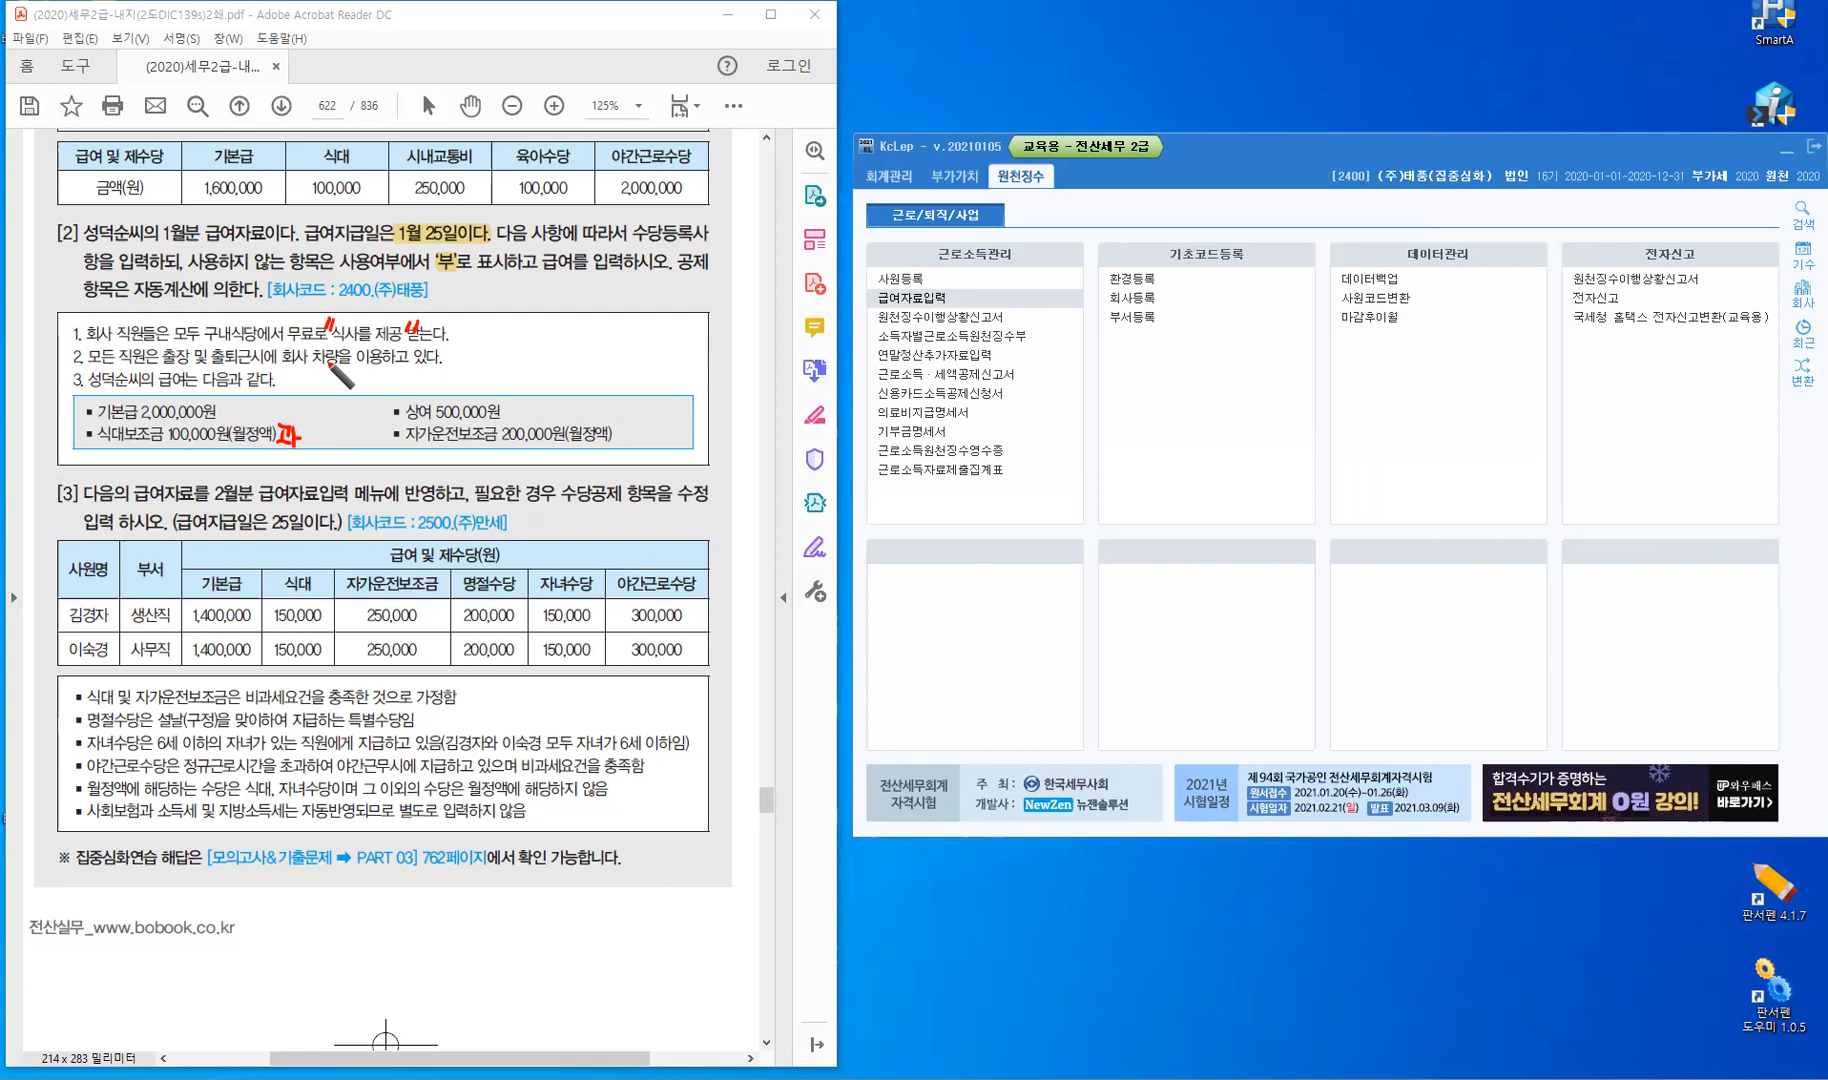 (2020)세무2급-내지(2도DIC139s)2쇄.pdf - Adobe Acrobat Reader DC
파일(F) 편집(E) 보기(V) 서명(S) 창(W) 도움말(H)
홈 도구 (2020)세무2급-내... × 로그인
622 / 836 125%
급여 및 제수당 기본급 식대 시내교통비 육아수당 야간근로수당
금액(원) 1,600,000 100,000 250,000 100,000 2,000,000
[2] 성덕순씨의 1월분 급여자료이다. 급여지급일은 1월 25일이다. 다음 사항에 따라서 수당등록사
항을 입력하되, 사용하지 않는 항목은 사용여부에서 '부'로 표시하고 급여를 입력하시오. 공제
항목은 자동계산에 의한다. [회사코드 : 2400.(주)태풍]
1. 회사 직원들은 모두 구내식당에서 무료로 식사를 제공 받는다.
2. 모든 직원은 출장 및 출퇴근시에 회사 차량을 이용하고 있다.
3. 성덕순씨의 급여는 다음과 같다.
▪ 기본급 2,000,000원 ▪ 상여 500,000원
▪ 식대보조금 100,000원(월정액) 과 ▪ 자가운전보조금 200,000원(월정액)
[3] 다음의 급여자료를 2월분 급여자료입력 메뉴에 반영하고, 필요한 경우 수당공제 항목을 수정
입력 하시오. (급여지급일은 25일이다.) [회사코드 : 2500.(주)만세]
사원명 부서 급여 및 제수당(원)
기본급 식대 자가운전보조금 명절수당 자녀수당 야간근로수당
김경자 생산직 1,400,000 150,000 250,000 200,000 150,000 300,000
이숙경 사무직 1,400,000 150,000 250,000 200,000 150,000 300,000
▪ 식대 및 자가운전보조금은 비과세요건을 충족한 것으로 가정함
▪ 명절수당은 설날(구정)을 맞이하여 지급하는 특별수당임
▪ 자녀수당은 6세 이하의 자녀가 있는 직원에게 지급하고 있음(김경자와 이숙경 모두 자녀가 6세 이하임)
▪ 야간근로수당은 정규근로시간을 초과하여 야간근무시에 지급하고 있으며 비과세요건을 충족함
▪ 월정액에 해당하는 수당은 식대, 자녀수당이며 그 이외의 수당은 월정액에 해당하지 않음
▪ 사회보험과 소득세 및 지방소득세는 자동반영되므로 별도로 입력하지 않음
※ 집중심화연습 해답은 [모의고사&기출문제 ➡ PART 03] 762페이지에서 확인 가능합니다.
전산실무_www.bobook.co.kr
214 x 283 밀리미터
SmartA
KcLep - v.20210105 교육용 - 전산세무 2급
회계관리 부가가치 원천징수 [2400] (주)태풍(집중심화) 법인 16기 2020-01-01~2020-12-31 부가세 2020 원천 2020
근로/퇴직/사업
근로소득관리
사원등록
급여자료입력
원천징수이행상황신고서
소득자별근로소득원천징수부
연말정산추가자료입력
근로소득 · 세액공제신고서
신용카드소득공제신청서
의료비지급명세서
기부금명세서
근로소득원천징수영수증
근로소득자료제출집계표
기초코드등록
환경등록
회사등록
부서등록
데이터관리
데이터백업
사원코드변환
마감후이월
전자신고
원천징수이행상황신고서
전자신고
국세청 홈택스 전자신고변환(교육용)
검색
기수
회사
최근
변환
전산세무회계
자격시험
주 최 : 한국세무사회
개발사 : NewZen 뉴젠솔루션
2021년
시험일정
제94회 국가공인 전산세무회계자격시험
원서접수 2021.01.20(수)~01.26(화)
시험일자 2021.02.21(일) 발표 2021.03.09(화)
합격수기가 증명하는
전산세무회계 0원 강의!
와우패스
바로가기
판서펜 4.1.7
판서펜
도우미 1.0.5